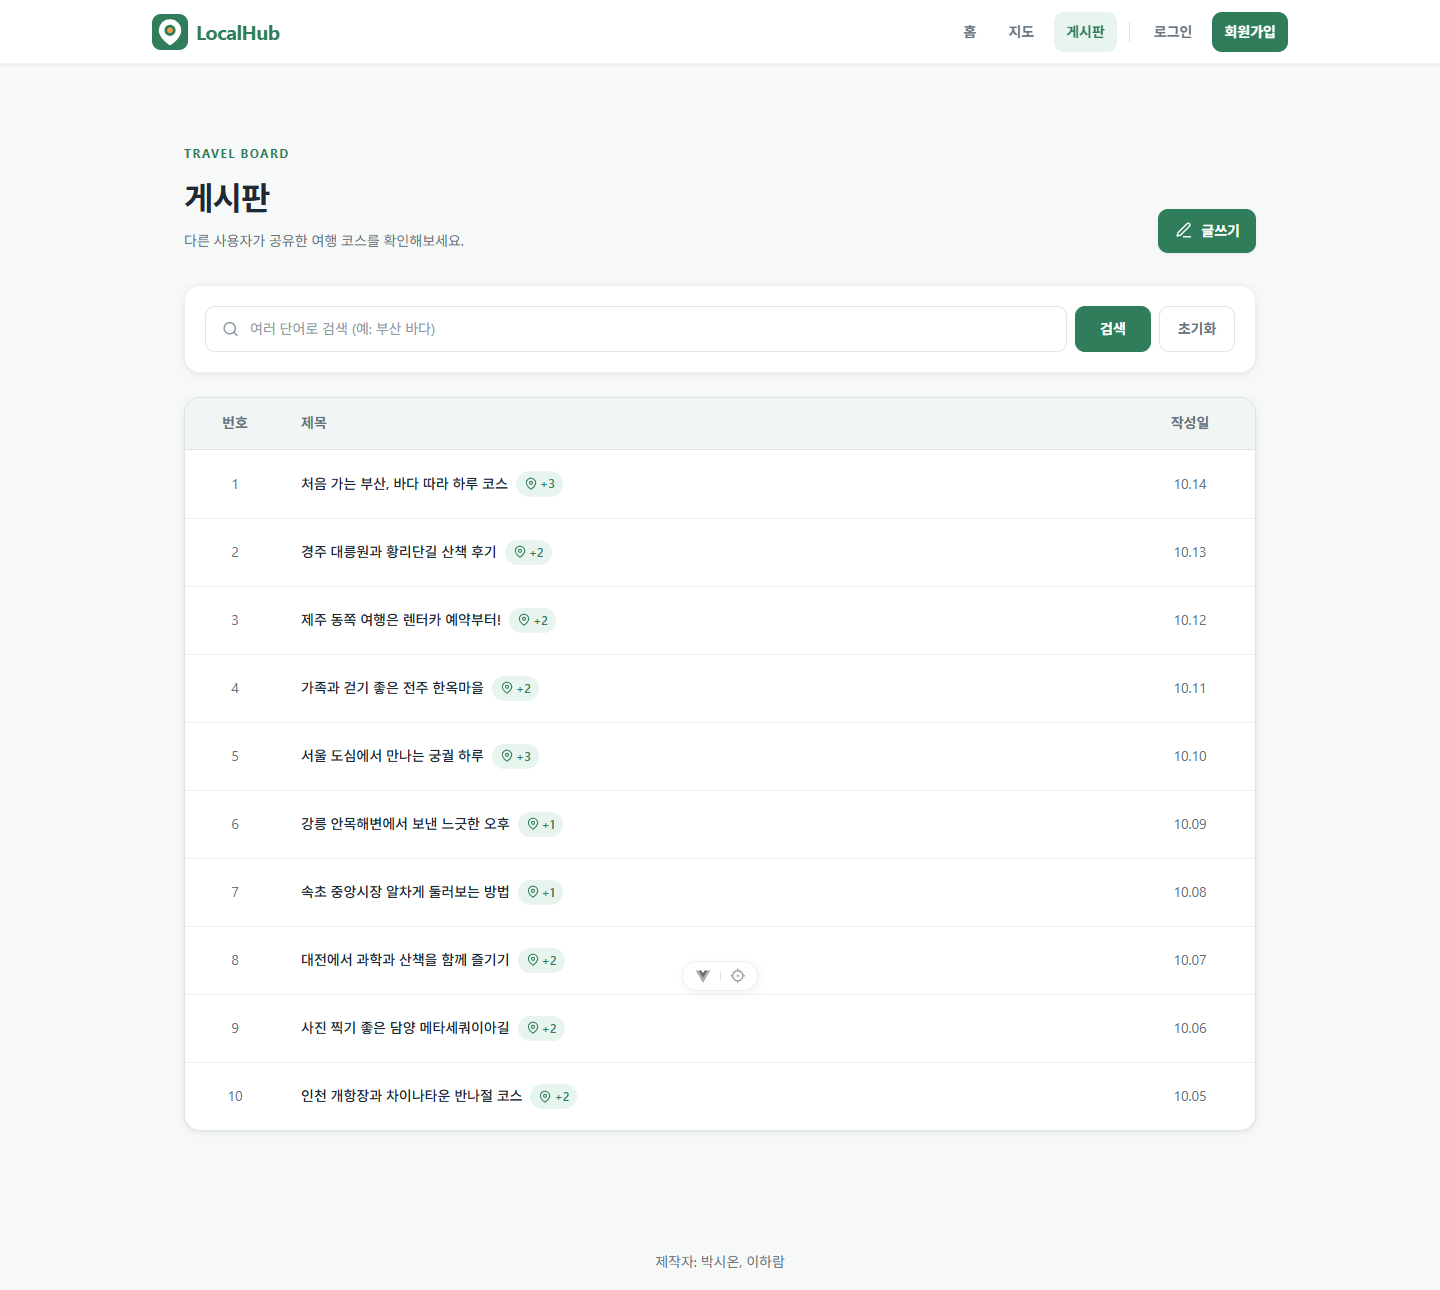 LocalHub
홈 지도 게시판 로그인 회원가입
TRAVEL BOARD
게시판
다른 사용자가 공유한 여행 코스를 확인해보세요.
글쓰기
여러 단어로 검색 (예: 부산 바다) 검색 초기화
번호 제목 작성일
1 처음 가는 부산, 바다 따라 하루 코스 +3 10.14
2 경주 대릉원과 황리단길 산책 후기 +2 10.13
3 제주 동쪽 여행은 렌터카 예약부터! +2 10.12
4 가족과 걷기 좋은 전주 한옥마을 +2 10.11
5 서울 도심에서 만나는 궁궐 하루 +3 10.10
6 강릉 안목해변에서 보낸 느긋한 오후 +1 10.09
7 속초 중앙시장 알차게 둘러보는 방법 +1 10.08
8 대전에서 과학과 산책을 함께 즐기기 +2 10.07
9 사진 찍기 좋은 담양 메타세쿼이아길 +2 10.06
10 인천 개항장과 차이나타운 반나절 코스 +2 10.05
제작자: 박시온, 이하람